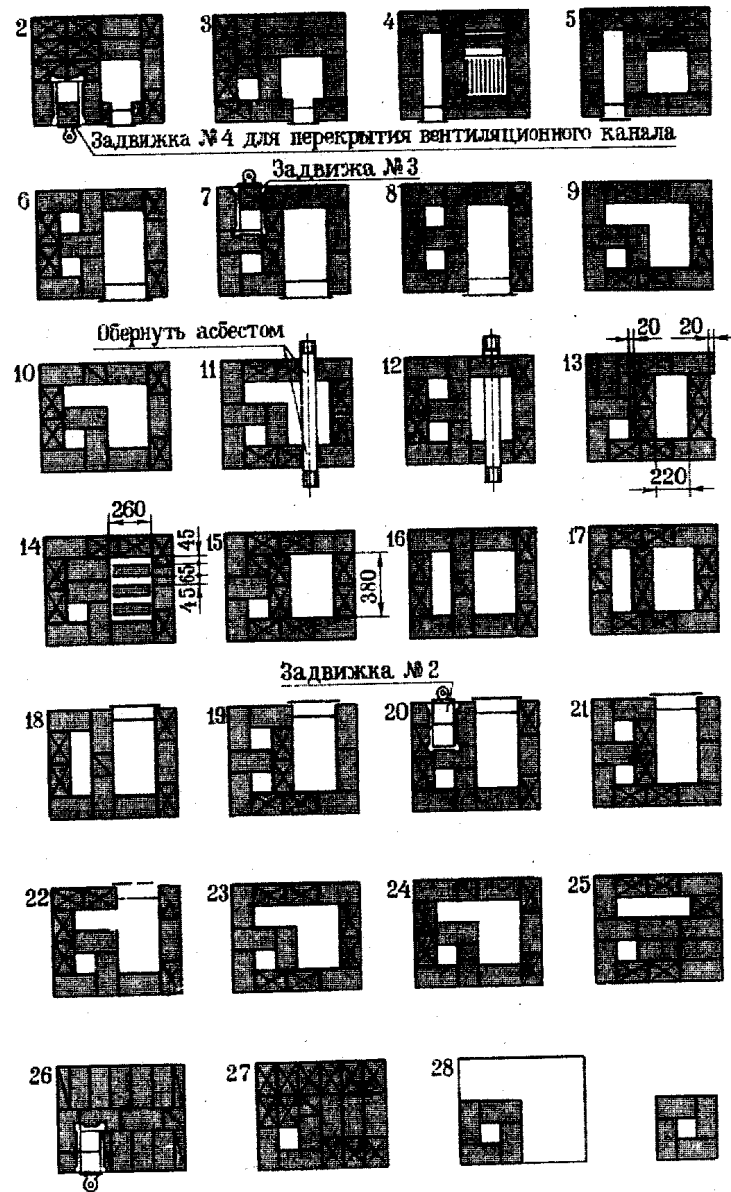 2 3 4 5
Задвижка №4 для перекрытия вентиляционного канала
Задвижка №3
6 7 8 9
Обернуть асбестом
20 20
10 11 12 13
220
260
14 45 65 45 15 380 16 17
Задвижка №2
18 19 20 21
22 23 24 25
26 27 28